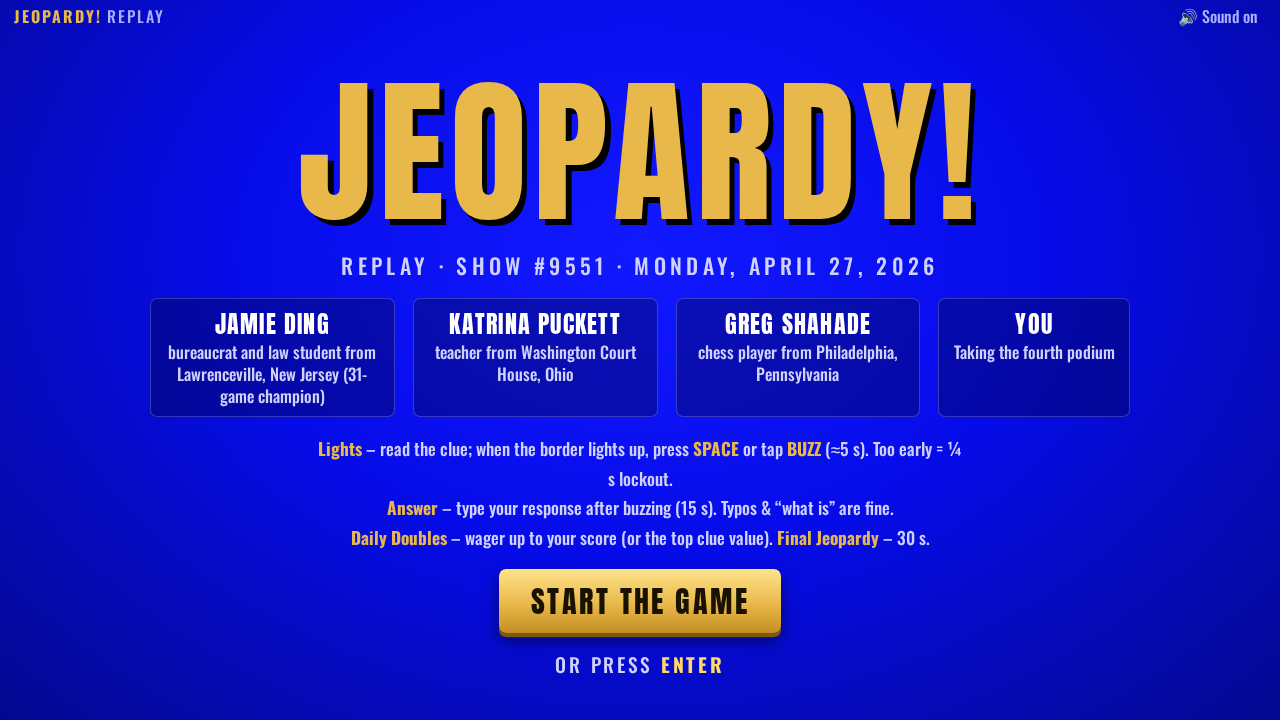 JEOPARDY! REPLAY
🔊 Sound on
JEOPARDY!
REPLAY · SHOW #9551 · MONDAY, APRIL 27, 2026
JAMIE DING
bureaucrat and law student from
Lawrenceville, New Jersey (31-
game champion)
KATRINA PUCKETT
teacher from Washington Court
House, Ohio
GREG SHAHADE
chess player from Philadelphia,
Pennsylvania
YOU
Taking the fourth podium
Lights – read the clue; when the border lights up, press SPACE or tap BUZZ (≈5 s). Too early = ¼
s lockout.
Answer – type your response after buzzing (15 s). Typos & “what is” are fine.
Daily Doubles – wager up to your score (or the top clue value). Final Jeopardy – 30 s.
START THE GAME
OR PRESS ENTER